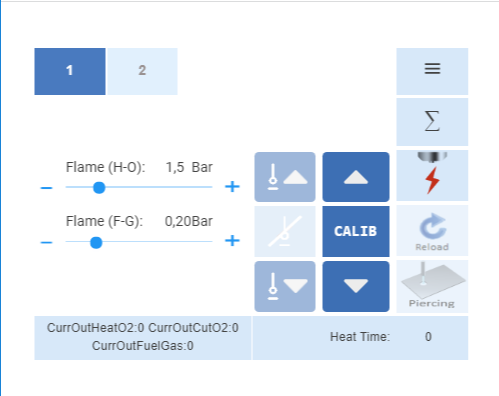 1 2
Σ
Flame (H-O): 1,5 Bar
− +
Flame (F-G): 0,20Bar
− +
CALIB
Reload
Piercing
CurrOutHeatO2:0 CurrOutCutO2:0
CurrOutFuelGas:0
Heat Time: 0